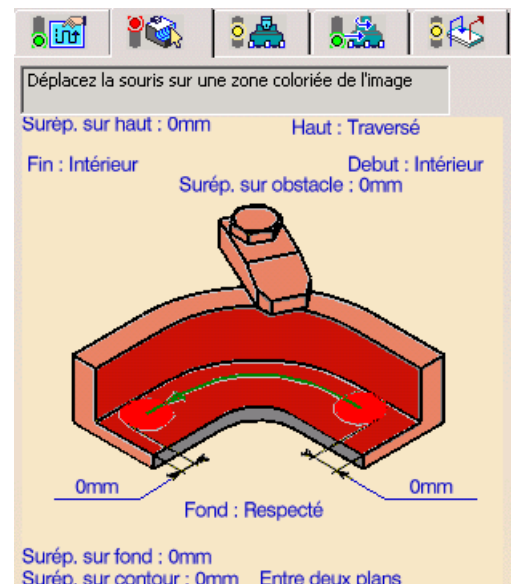 Déplacez la souris sur une zone coloriée de l'image
Surép. sur haut : 0mm Haut : Traversé
Fin : Intérieur Debut : Intérieur
Surép. sur obstacle : 0mm
0mm 0mm
Fond : Respecté
Surép. sur fond : 0mm
Surép. sur contour : 0mm Entre deux plans